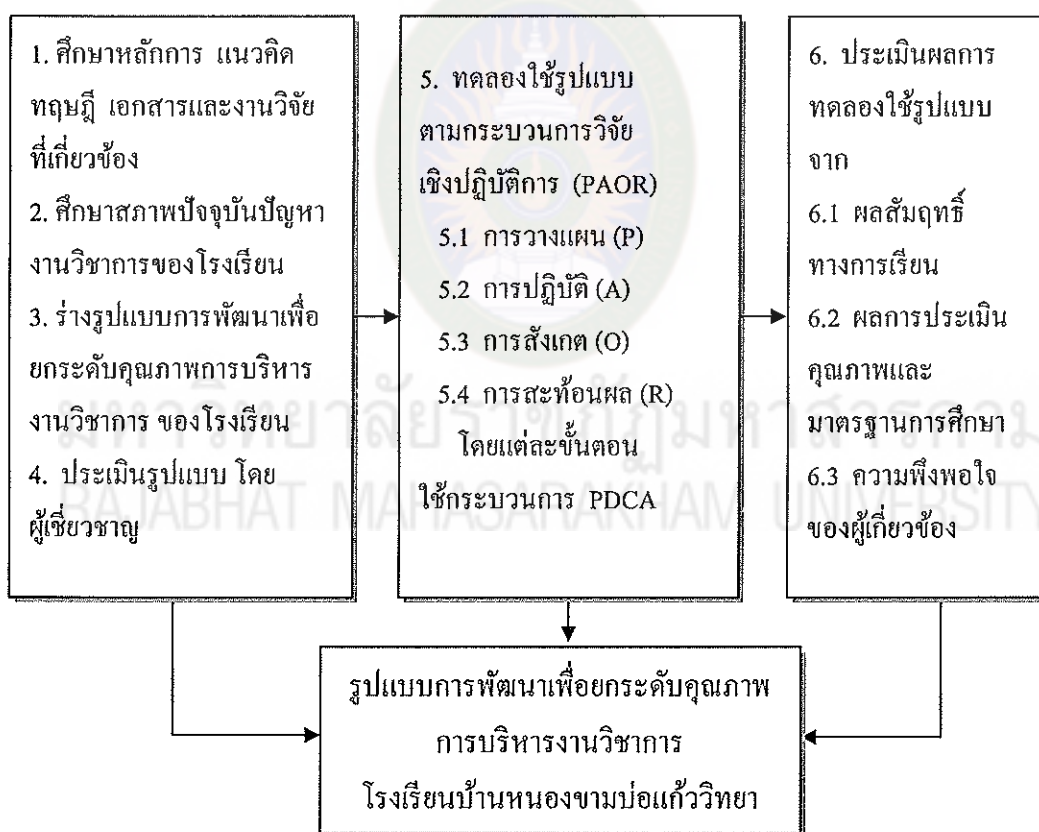 1. ศึกษาหลักการ แนวคิด
ทฤษฎี เอกสารและงานวิจัย
ที่เกี่ยวข้อง
2. ศึกษาสภาพปัจจุบันปัญหา
งานวิชาการของโรงเรียน
3. ร่างรูปแบบการพัฒนาเพื่อ
ยกระดับคุณภาพการบริหาร
งานวิชาการ ของโรงเรียน
4. ประเมินรูปแบบ โดย
ผู้เชี่ยวชาญ
5. ทดลองใช้รูปแบบ
ตามกระบวนการวิจัย
เชิงปฏิบัติการ (PAOR)
5.1 การวางแผน (P)
5.2 การปฏิบัติ (A)
5.3 การสังเกต (O)
5.4 การสะท้อนผล (R)
โดยแต่ละขั้นตอน
ใช้กระบวนการ PDCA
6. ประเมินผลการ
ทดลองใช้รูปแบบ
จาก
6.1 ผลสัมฤทธิ์
ทางการเรียน
6.2 ผลการประเมิน
คุณภาพและ
มาตรฐานการศึกษา
6.3 ความพึงพอใจ
ของผู้เกี่ยวข้อง
มหาวิทยาลัยราชภัฏมหาสารคาม
RAJABHAT MAHASARAKHAM UNIVERSITY
รูปแบบการพัฒนาเพื่อยกระดับคุณภาพ
การบริหารงานวิชาการ
โรงเรียนบ้านหนองขามบ่อแก้ววิทยา